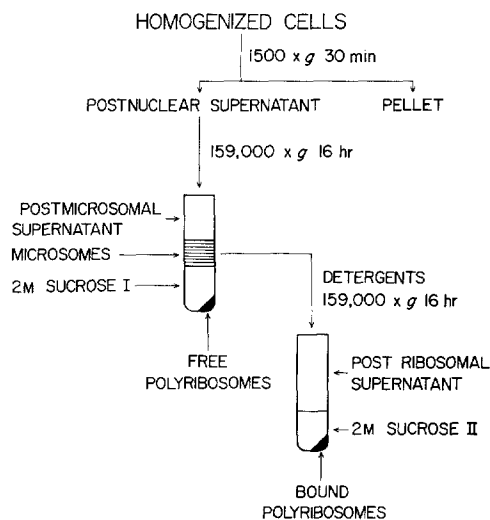 HOMOGENIZED CELLS
1500 x g 30 min
POSTNUCLEAR SUPERNATANT
PELLET
159,000 x g 16 hr
POSTMICROSOMAL
SUPERNATANT
MICROSOMES
2M SUCROSE I
FREE
POLYRIBOSOMES
DETERGENTS
159,000 x g 16 hr
POST RIBOSOMAL
SUPERNATANT
2M SUCROSE II
BOUND
POLYRIBOSOMES